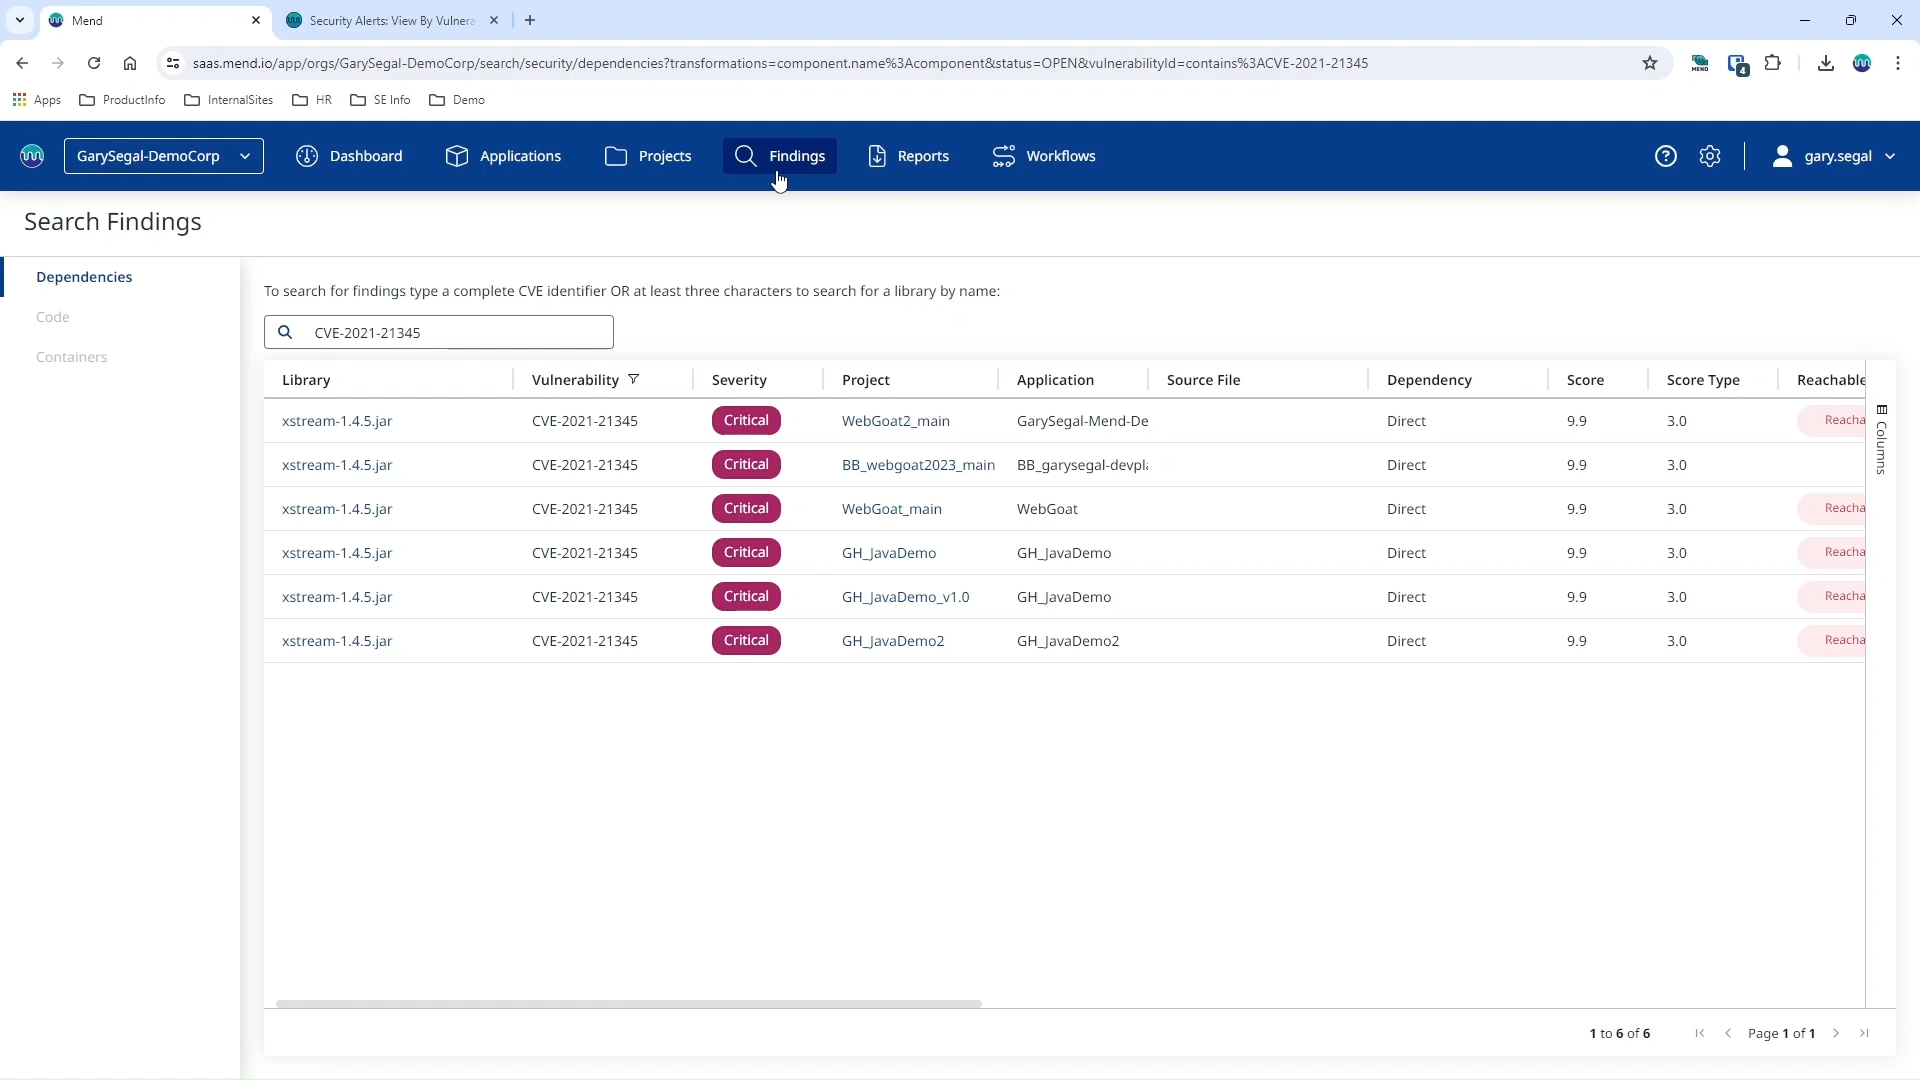 Mend
Security Alerts: View By Vulnera
saas.mend.io/app/orgs/GarySegal-DemoCorp/search/security/dependencies?transformations=component.name%3Acomponent&status=OPEN&vulnerabilityId=contains%3ACVE-2021-21345
MEND
4
Apps ProductInfo InternalSites HR SE Info Demo
GarySegal-DemoCorp Dashboard Applications Projects Findings Reports Workflows gary.segal
Search Findings
Dependencies
Code
Containers
To search for findings type a complete CVE identifier OR at least three characters to search for a library by name:
CVE-2021-21345
Library Vulnerability Severity Project Application Source File Dependency Score Score Type Reachable
xstream-1.4.5.jar CVE-2021-21345 Critical WebGoat2_main GarySegal-Mend-De Direct 9.9 3.0 Reacha
xstream-1.4.5.jar CVE-2021-21345 Critical BB_webgoat2023_main BB_garysegal-devpl Direct 9.9 3.0
xstream-1.4.5.jar CVE-2021-21345 Critical WebGoat_main WebGoat Direct 9.9 3.0 Reacha
xstream-1.4.5.jar CVE-2021-21345 Critical GH_JavaDemo GH_JavaDemo Direct 9.9 3.0 Reacha
xstream-1.4.5.jar CVE-2021-21345 Critical GH_JavaDemo_v1.0 GH_JavaDemo Direct 9.9 3.0 Reacha
xstream-1.4.5.jar CVE-2021-21345 Critical GH_JavaDemo2 GH_JavaDemo2 Direct 9.9 3.0 Reacha
Columns
1 to 6 of 6 Page 1 of 1